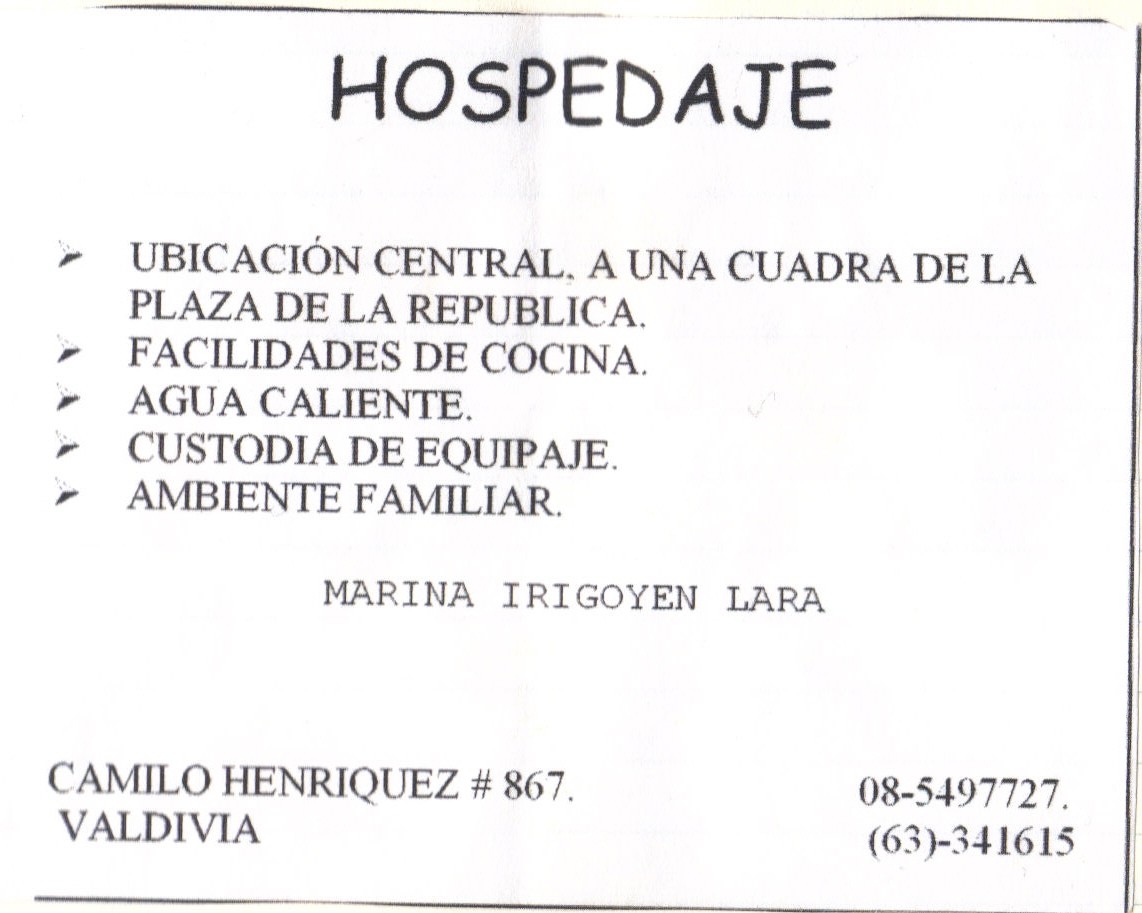 HOSPEDAJE
➢ UBICACIÓN CENTRAL, A UNA CUADRA DE LA
PLAZA DE LA REPUBLICA.
➢ FACILIDADES DE COCINA.
➢ AGUA CALIENTE.
➢ CUSTODIA DE EQUIPAJE.
➢ AMBIENTE FAMILIAR.
MARINA IRIGOYEN LARA
CAMILO HENRIQUEZ # 867.
08-5497727.
VALDIVIA
(63)-341615